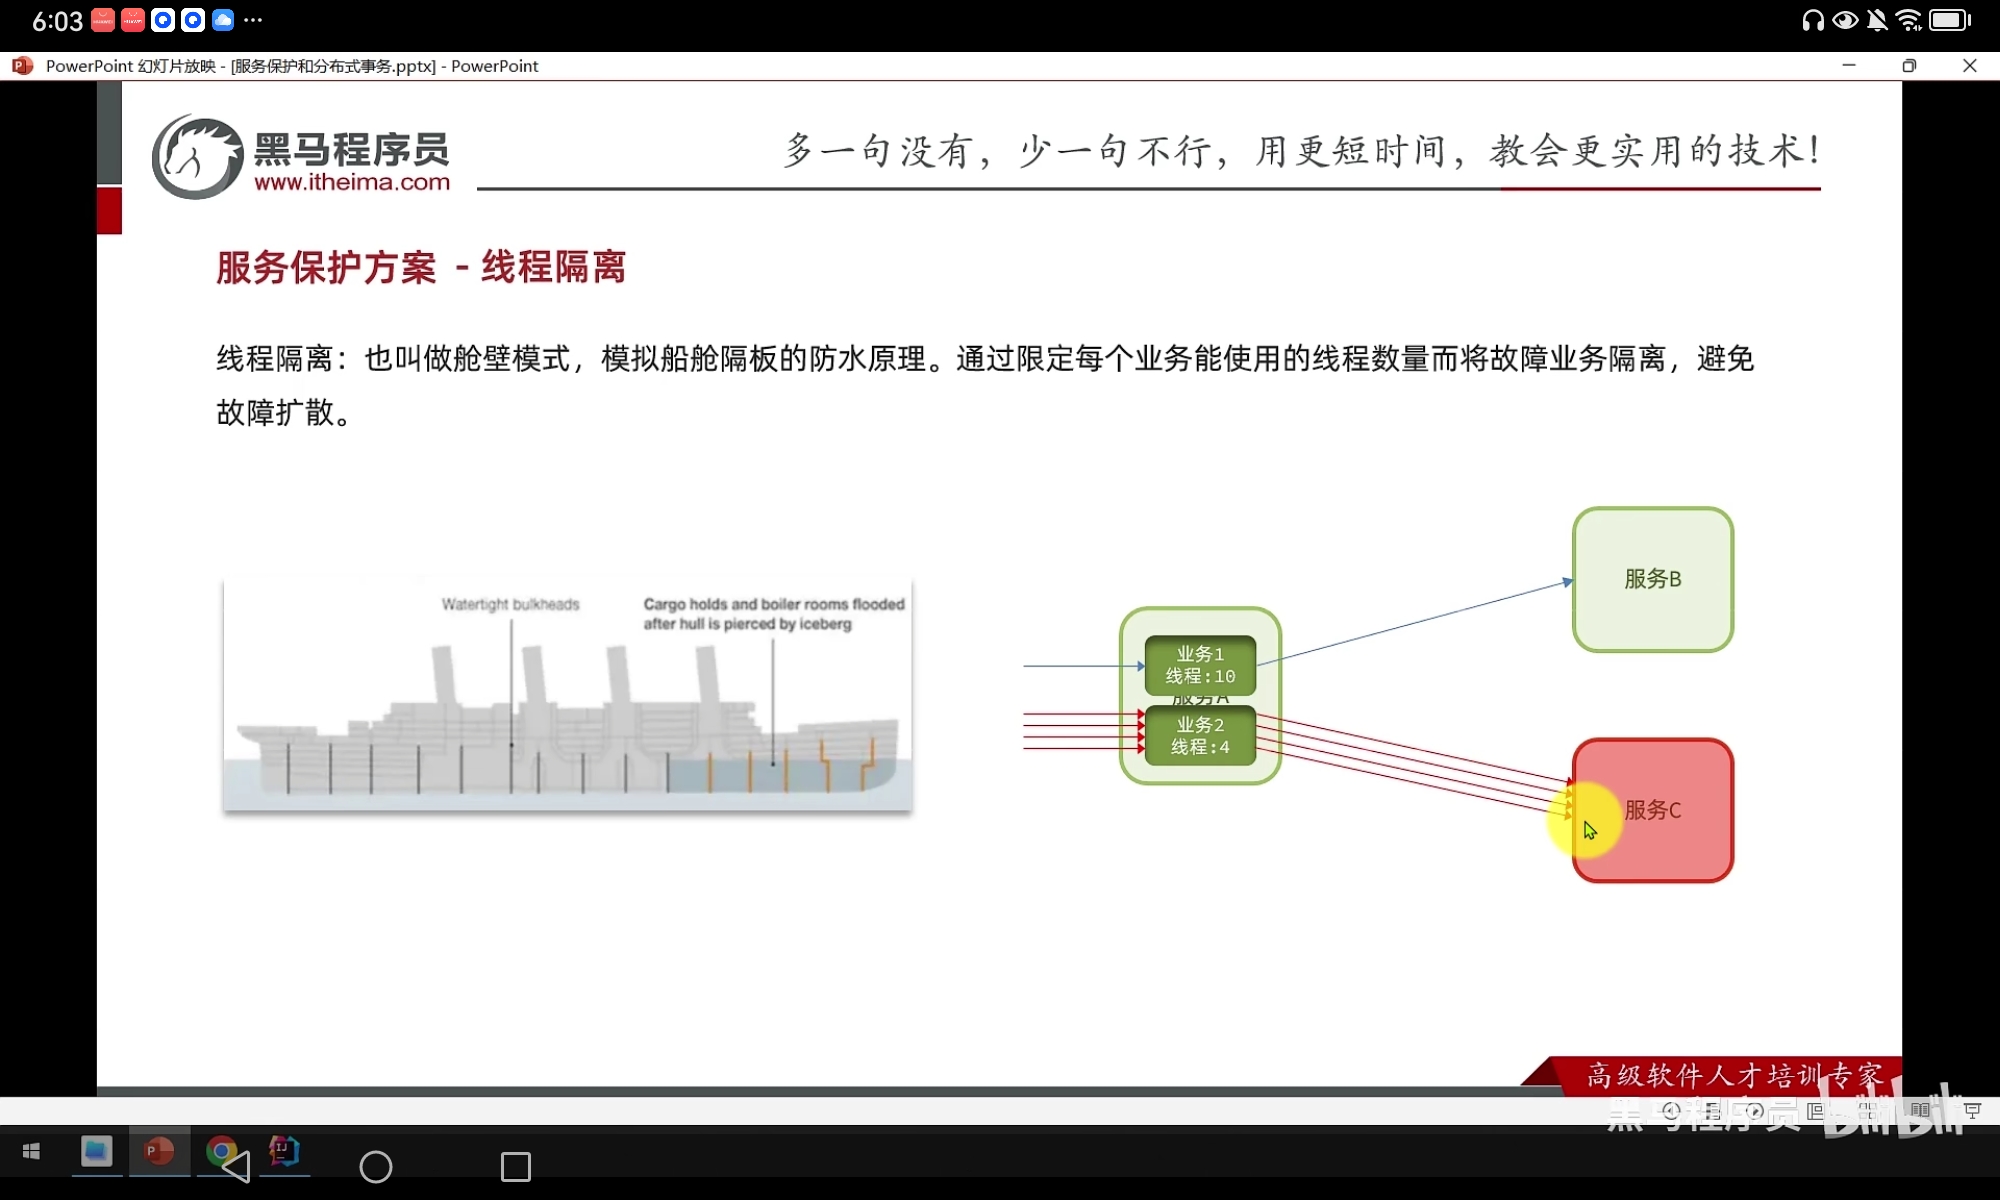 6:03
PowerPoint 幻灯片放映 - [服务保护和分布式事务.pptx] - PowerPoint
黑马程序员
www.itheima.com
多一句没有，少一句不行，用更短时间，教会更实用的技术！
服务保护方案 - 线程隔离
线程隔离：也叫做舱壁模式，模拟船舱隔板的防水原理。通过限定每个业务能使用的线程数量而将故障业务隔离，避免
故障扩散。
Watertight bulkheads
Cargo holds and boiler rooms flooded
after hull is pierced by iceberg
业务1
线程:10
服务A
业务2
线程:4
服务B
服务C
高级软件人才培训专家
黑马程序员 bilibili